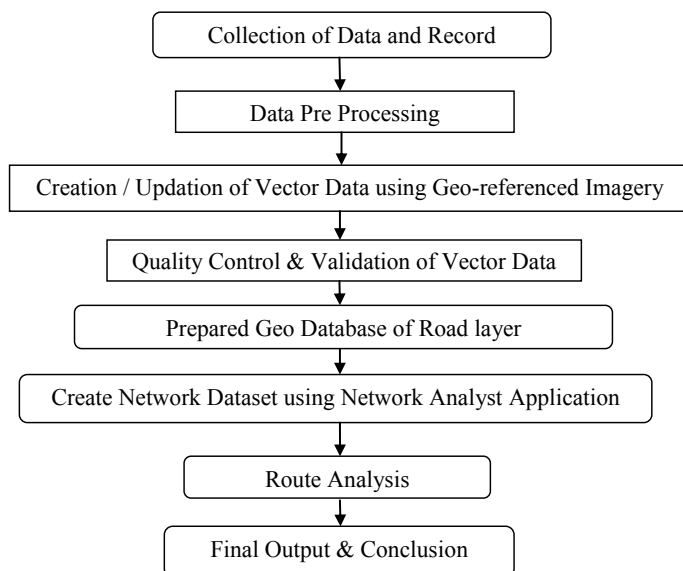 Collection of Data and Record
Data Pre Processing
Creation / Updation of Vector Data using Geo-referenced Imagery
Quality Control & Validation of Vector Data
Prepared Geo Database of Road layer
Create Network Dataset using Network Analyst Application
Route Analysis
Final Output & Conclusion